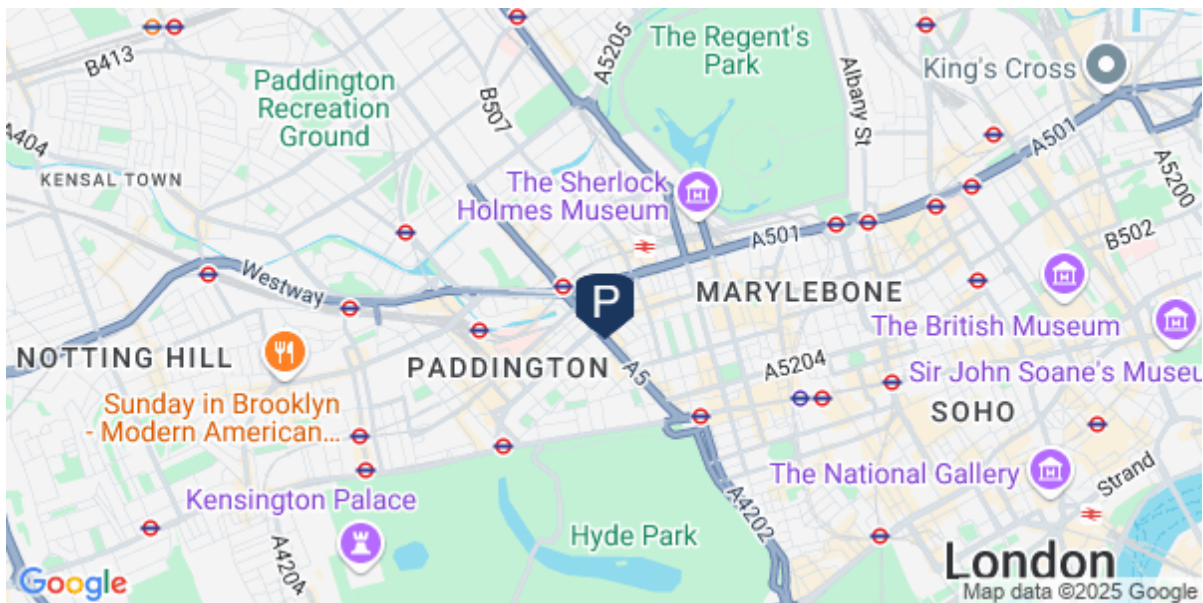 B413
A5205
The Regent's
Park
Albany St
King's Cross
Paddington
Recreation
Ground
B507
A501
A404
KENSAL TOWN
A5200
The Sherlock
Holmes Museum
A501
B502
Westway
P
MARYLEBONE
The British Museum
NOTTING HILL
PADDINGTON
A5
A5204
Sir John Soane's Museu
Sunday in Brooklyn
- Modern American...
SOHO
The National Gallery
Strand
Kensington Palace
A4202
Hyde Park
A4204
London
Google
Map data ©2025 Google